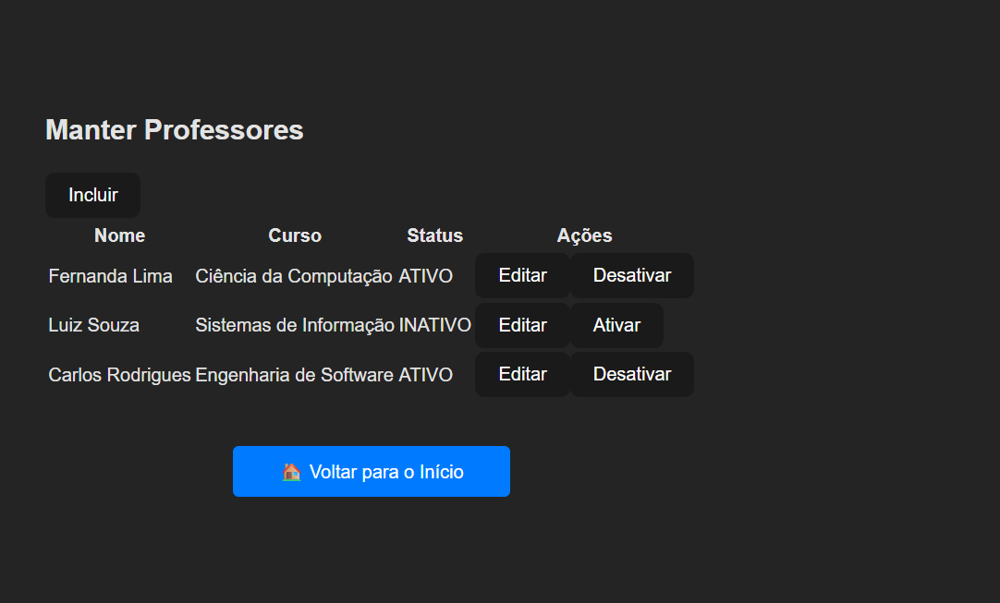 Manter Professores
Incluir
Nome Curso Status Ações
Fernanda Lima Ciência da Computação ATIVO Editar Desativar
Luiz Souza Sistemas de Informação INATIVO Editar Ativar
Carlos Rodrigues Engenharia de Software ATIVO Editar Desativar
🏠 Voltar para o Início